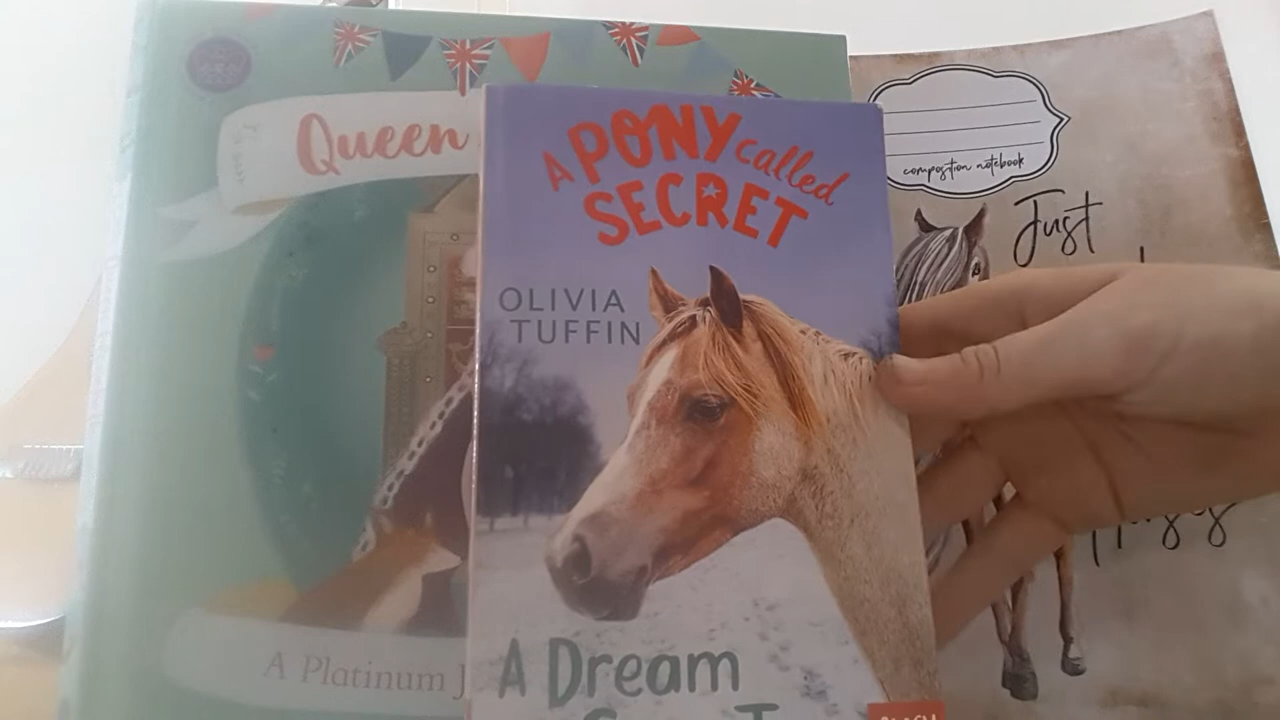 Queen
A Platinum J
A PONY called
SECRET
OLIVIA
TUFFIN
A Dream
composition notebook
Just